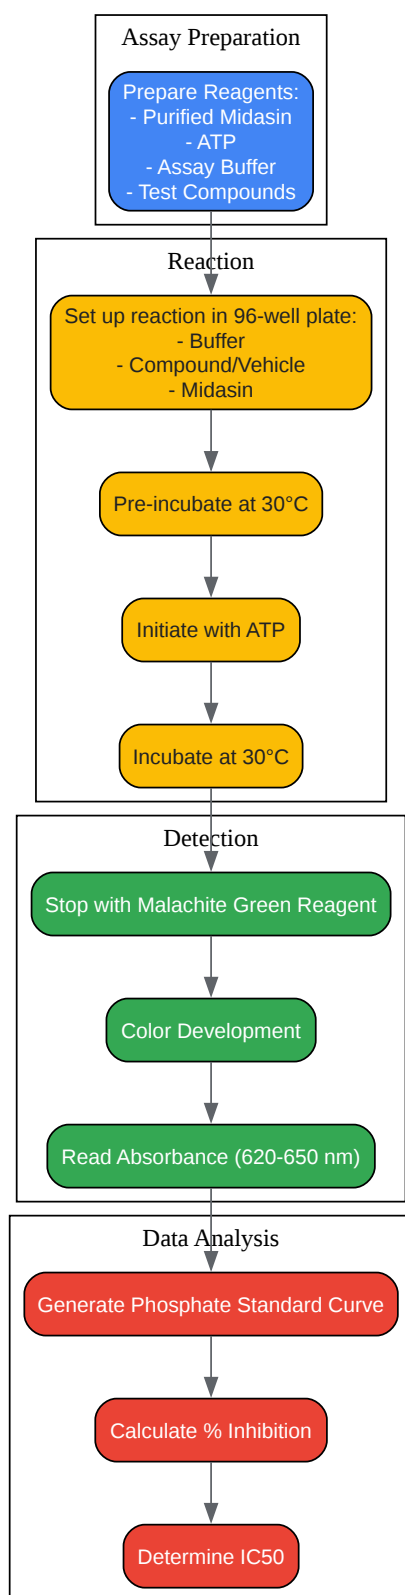 Assay Preparation
Prepare Reagents:
- Purified Midasin
- ATP
- Assay Buffer
- Test Compounds
Reaction
Set up reaction in 96-well plate:
- Buffer
- Compound/Vehicle
- Midasin
Pre-incubate at 30°C
Initiate with ATP
Incubate at 30°C
Detection
Stop with Malachite Green Reagent
Color Development
Read Absorbance (620-650 nm)
Data Analysis
Generate Phosphate Standard Curve
Calculate % Inhibition
Determine IC50